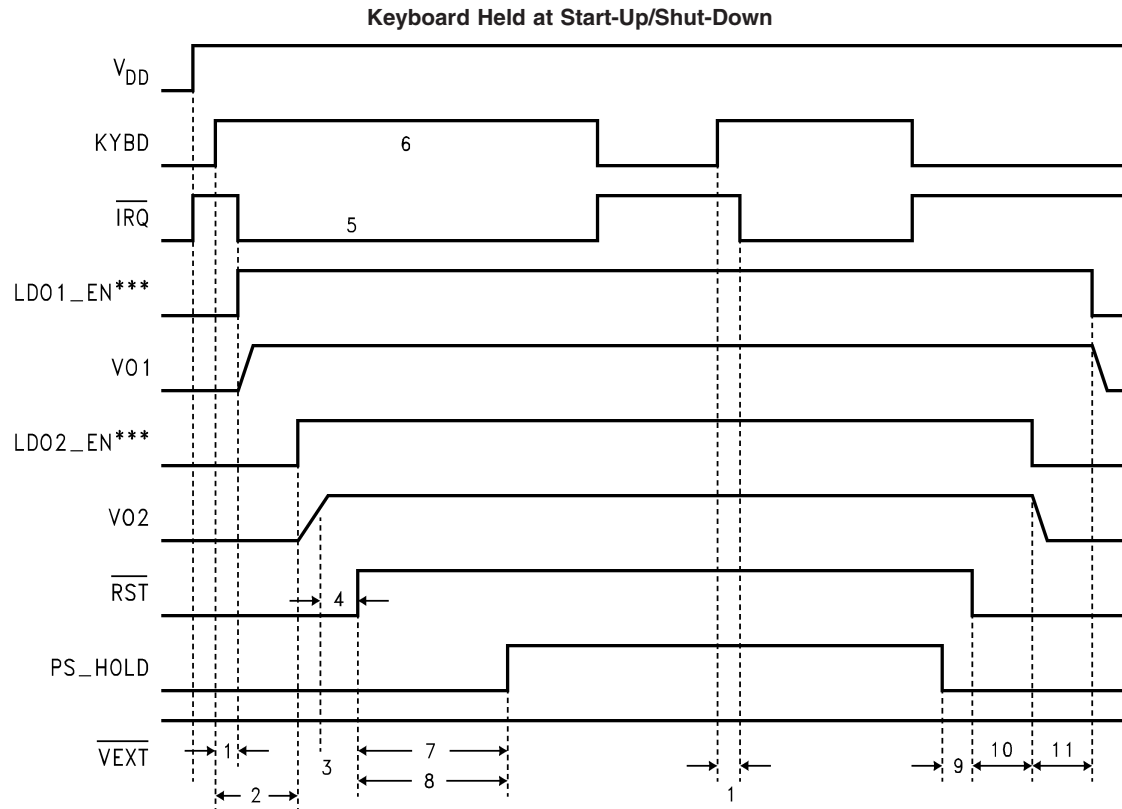 Keyboard Held at Start-Up/Shut-Down
VDD
KYBD
6
IRQ
5
LDO1_EN***
VO1
LDO2_EN***
VO2
RST
4
PS_HOLD
VEXT
1
3
7
9
10
11
2
8
1